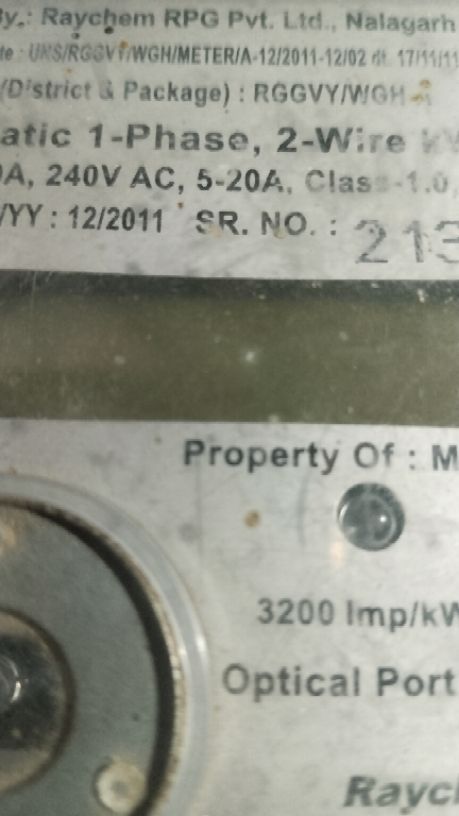 By.: Raychem RPG Pvt. Ltd., Nalagarh
te : URS/RGGVY/WGH/METER/A-12/2011-12/02 dt. 17/11/11
(District & Package) : RGGVY/WGH-
atic 1-Phase, 2-Wire
A, 240V AC, 5-20A, Class-1.0,
/YY : 12/2011 SR. NO. : 213
Property Of : M
3200 Imp/kW
Optical Port
Rayc